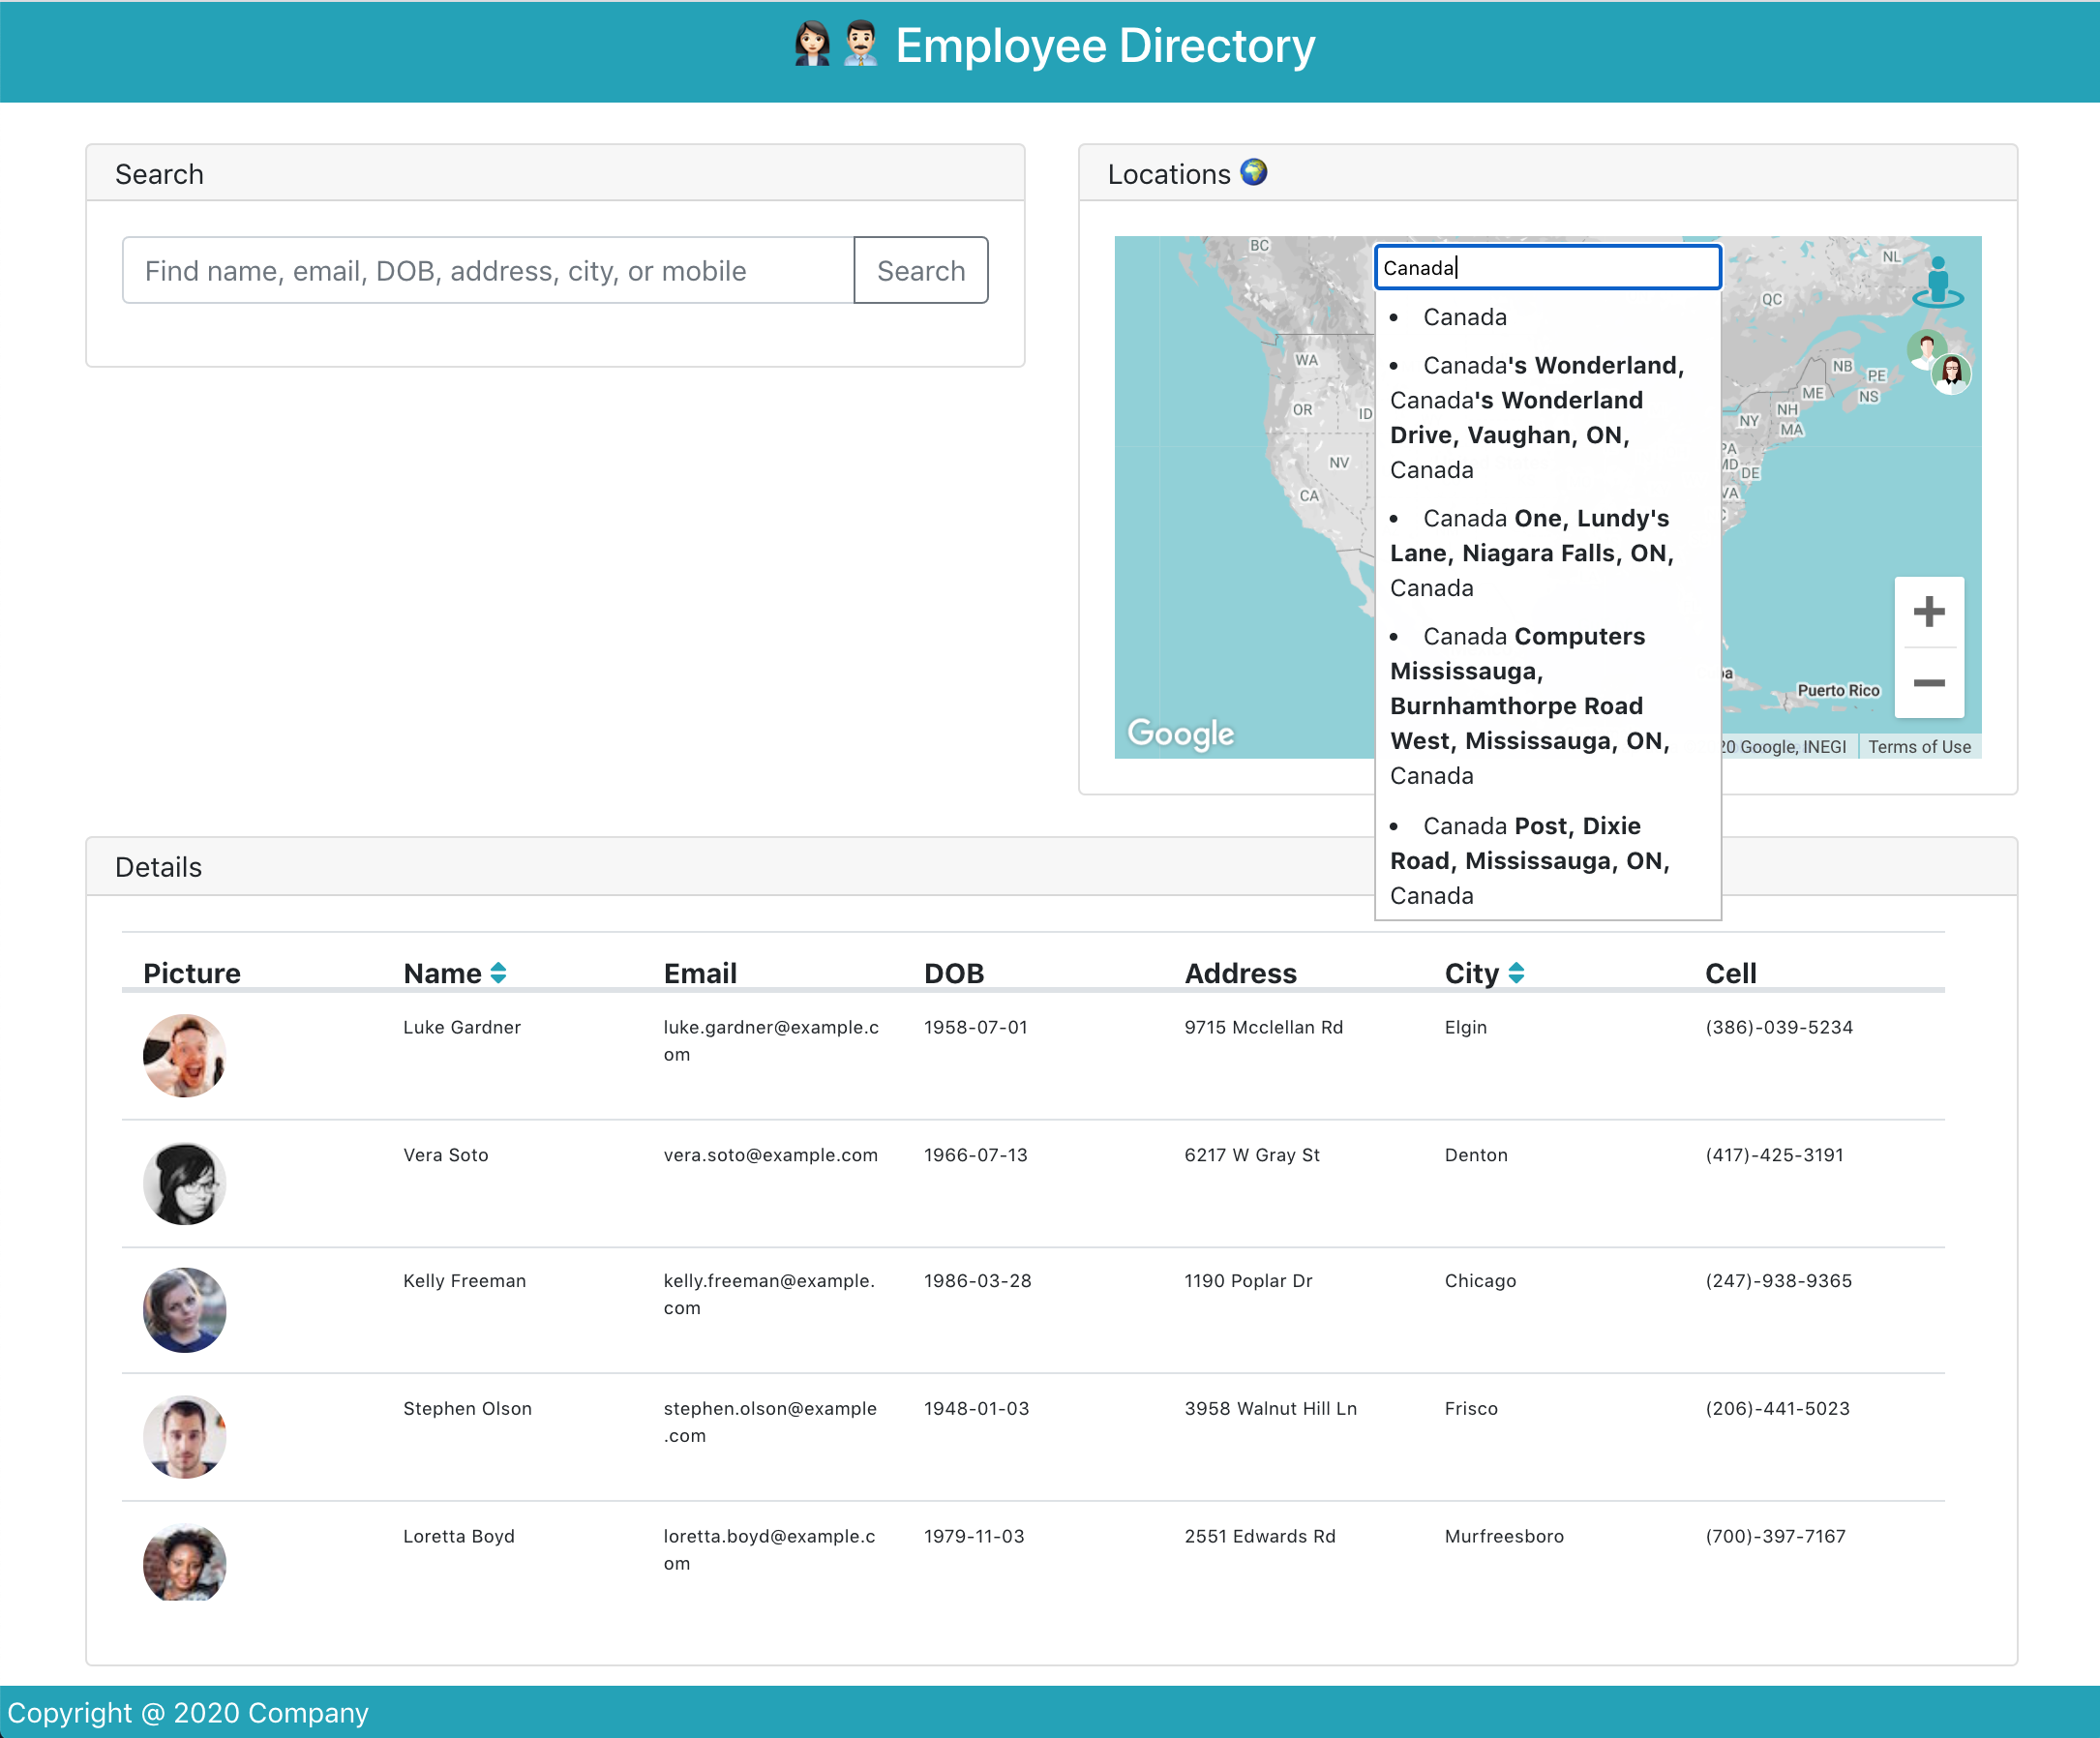 Employee Directory
Search
Find name, email, DOB, address, city, or mobile
Search
Locations
BC
NL
QC
WA
NB
PE
ME
NS
OR
ID
NH
NY
MA
PA
MD
DE
NV
VA
CA
Puerto Rico
Google
Google, INEGI
Terms of Use
Canada
• Canada
• Canada's Wonderland,
Canada's Wonderland
Drive, Vaughan, ON,
Canada
• Canada One, Lundy's
Lane, Niagara Falls, ON,
Canada
• Canada Computers
Mississauga,
Burnhamthorpe Road
West, Mississauga, ON,
Canada
• Canada Post, Dixie
Road, Mississauga, ON,
Canada
Details
Picture Name Email DOB Address City Cell
Luke Gardner luke.gardner@example.c 1958-07-01 9715 Mcclellan Rd Elgin (386)-039-5234
om
Vera Soto vera.soto@example.com 1966-07-13 6217 W Gray St Denton (417)-425-3191
Kelly Freeman kelly.freeman@example. 1986-03-28 1190 Poplar Dr Chicago (247)-938-9365
com
Stephen Olson stephen.olson@example 1948-01-03 3958 Walnut Hill Ln Frisco (206)-441-5023
.com
Loretta Boyd loretta.boyd@example.c 1979-11-03 2551 Edwards Rd Murfreesboro (700)-397-7167
om
Copyright @ 2020 Company